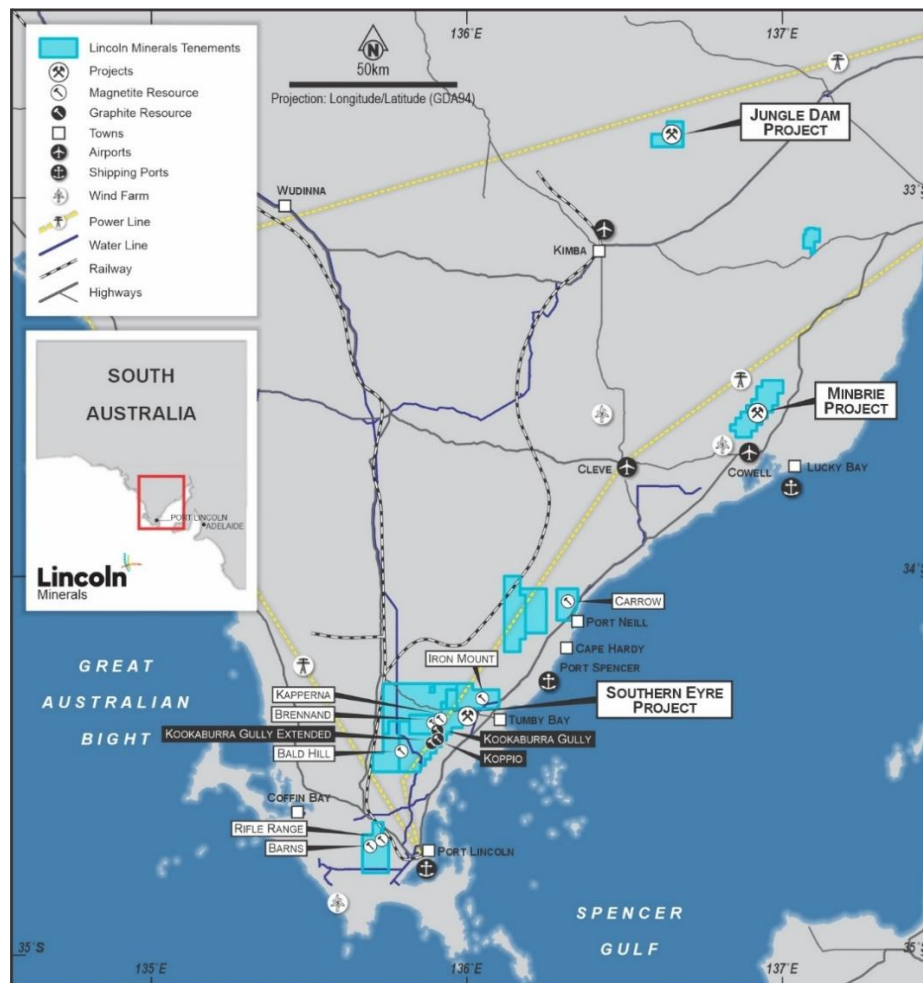 Lincoln Minerals Tenements
Projects
Magnetite Resource
Graphite Resource
Towns
Airports
Shipping Ports
Wind Farm
Power Line
Water Line
Railway
Highways
N
50km
Projection: Longitude/Latitude (GDA94)
136°E
137°E
JUNGLE DAM
PROJECT
33°S
WUDINNA
KIMBA
SOUTH
AUSTRALIA
PORT LINCOLN
ADELAIDE
Lincoln
Minerals
MINBRIE
PROJECT
CLEVE
COWELL
LUCKY BAY
34°S
CARROW
PORT NEILL
CAPE HARDY
PORT SPENCER
IRON MOUNT
GREAT
AUSTRALIAN
BIGHT
KAPPERNA
BRENNAND
KOOKABURRA GULLY EXTENDED
BALD HILL
SOUTHERN EYRE
PROJECT
TUMBY BAY
KOOKABURRA GULLY
KOPPIO
COFFIN BAY
RIFLE RANGE
BARNS
PORT LINCOLN
SPENCER
GULF
35°S
35°S
135°E
136°E
137°E